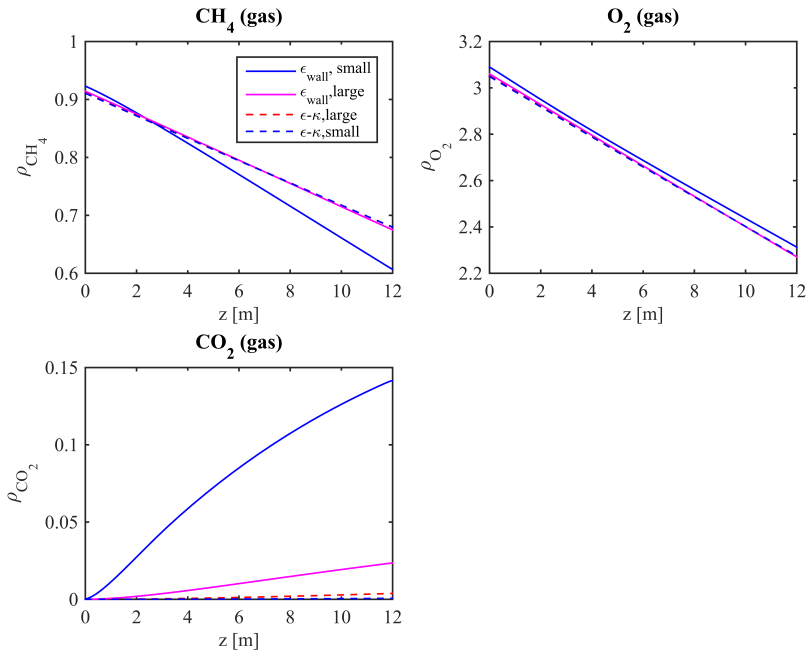 CH4 (gas)
1
0.9
0.8
0.7
0.6
ρCH4
0 2 4 6 8 10 12
z [m]
ϵwall, small
ϵwall,large
ϵ-κ,large
ϵ-κ,small
O2 (gas)
3.2
3
2.8
2.6
2.4
2.2
ρO2
0 2 4 6 8 10 12
z [m]
CO2 (gas)
0.15
0.1
0.05
0
ρCO2
0 2 4 6 8 10 12
z [m]